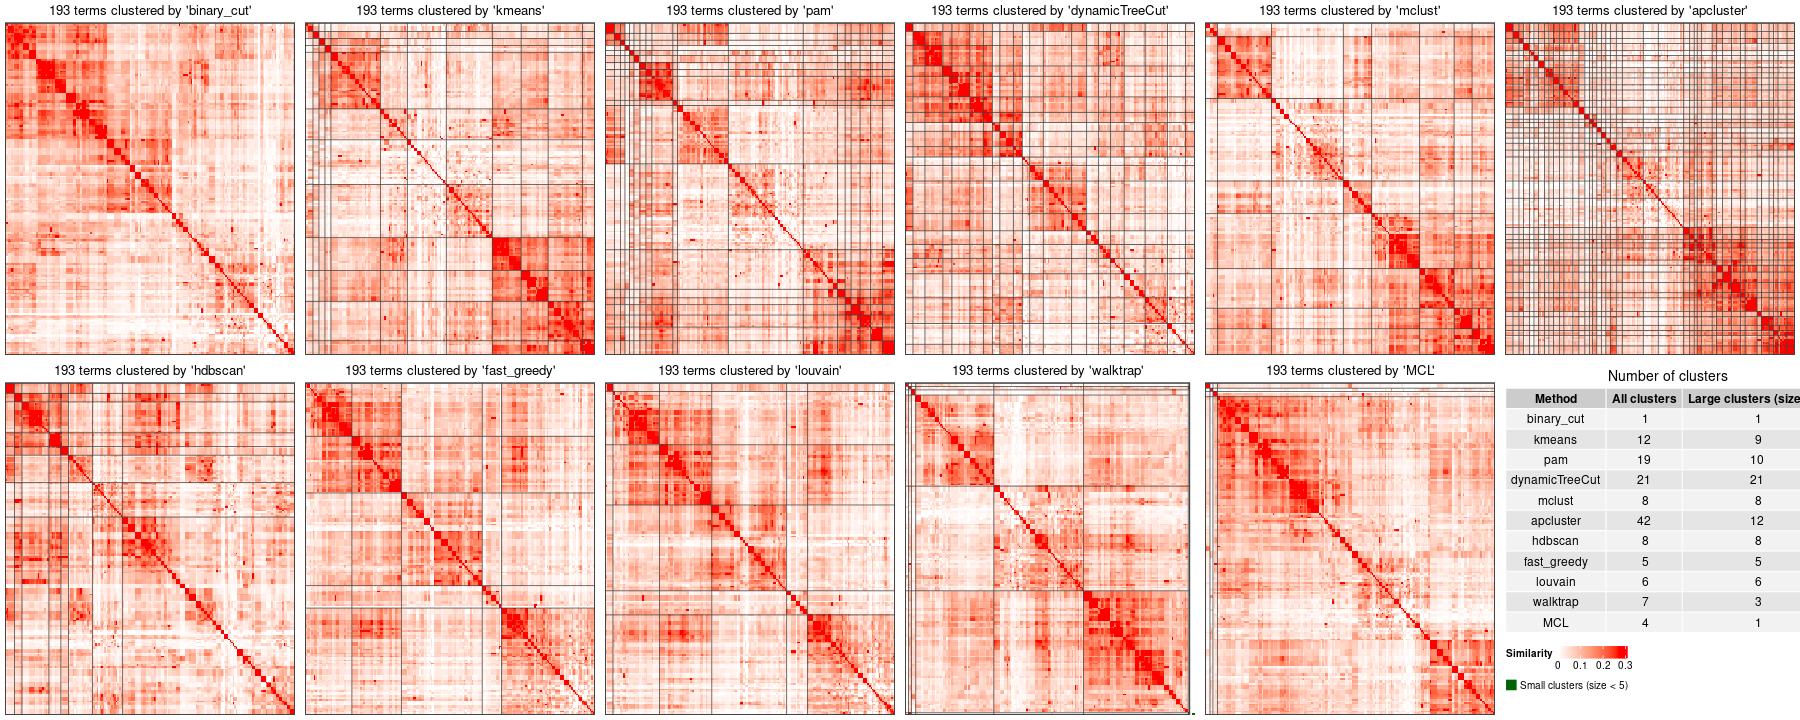 193 terms clustered by 'binary_cut'
193 terms clustered by 'kmeans'
193 terms clustered by 'pam'
193 terms clustered by 'dynamicTreeCut'
193 terms clustered by 'mclust'
193 terms clustered by 'apcluster'
193 terms clustered by 'hdbscan'
193 terms clustered by 'fast_greedy'
193 terms clustered by 'louvain'
193 terms clustered by 'walktrap'
193 terms clustered by 'MCL'
Number of clusters
Method All clusters Large clusters (size
binary_cut 1 1
kmeans 12 9
pam 19 10
dynamicTreeCut 21 21
mclust 8 8
apcluster 42 12
hdbscan 8 8
fast_greedy 5 5
louvain 6 6
walktrap 7 3
MCL 4 1
Similarity
0 0.1 0.2 0.3
Small clusters (size < 5)